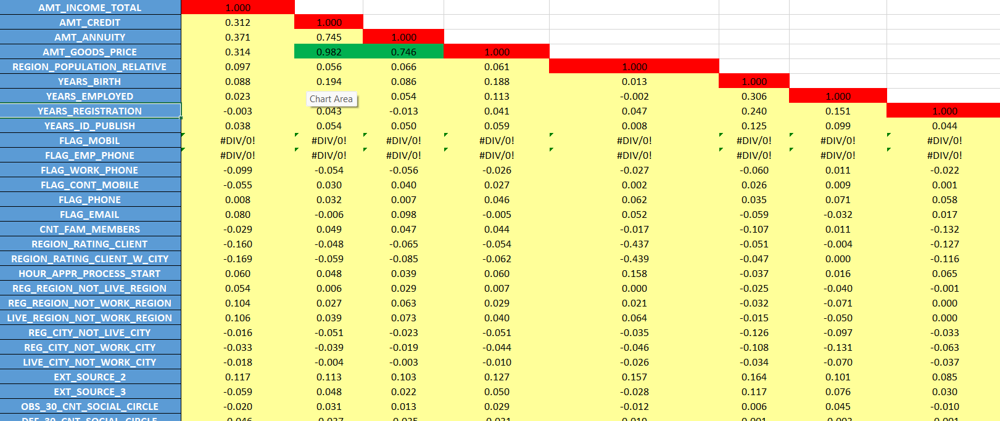 AMT_INCOME_TOTAL 1.000
AMT_CREDIT 0.312 1.000
AMT_ANNUITY 0.371 0.745 1.000
AMT_GOODS_PRICE 0.314 0.982 0.746 1.000
REGION_POPULATION_RELATIVE 0.097 0.056 0.066 0.061 1.000
YEARS_BIRTH 0.088 0.194 0.086 0.188 0.013 1.000
YEARS_EMPLOYED 0.023 Chart Area 0.054 0.113 -0.002 0.306 1.000
YEARS_REGISTRATION -0.003 0.043 -0.013 0.041 0.047 0.240 0.151 1.000
YEARS_ID_PUBLISH 0.038 0.054 0.050 0.059 0.008 0.125 0.099 0.044
FLAG_MOBIL #DIV/0! #DIV/0! #DIV/0! #DIV/0! #DIV/0! #DIV/0! #DIV/0! #DIV/0!
FLAG_EMP_PHONE #DIV/0! #DIV/0! #DIV/0! #DIV/0! #DIV/0! #DIV/0! #DIV/0! #DIV/0!
FLAG_WORK_PHONE -0.099 -0.054 -0.056 -0.026 -0.027 -0.060 0.011 -0.022
FLAG_CONT_MOBILE -0.055 0.030 0.040 0.027 0.002 0.026 0.009 0.001
FLAG_PHONE 0.008 0.032 0.007 0.046 0.062 0.035 0.071 0.058
FLAG_EMAIL 0.080 -0.006 0.098 -0.005 0.052 -0.059 -0.032 0.017
CNT_FAM_MEMBERS -0.029 0.049 0.047 0.044 -0.017 -0.107 0.011 -0.132
REGION_RATING_CLIENT -0.160 -0.048 -0.065 -0.054 -0.437 -0.051 -0.004 -0.127
REGION_RATING_CLIENT_W_CITY -0.169 -0.059 -0.085 -0.062 -0.439 -0.047 0.000 -0.116
HOUR_APPR_PROCESS_START 0.060 0.048 0.039 0.060 0.158 -0.037 0.016 0.065
REG_REGION_NOT_LIVE_REGION 0.054 0.006 0.029 0.007 0.000 -0.025 -0.040 -0.001
REG_REGION_NOT_WORK_REGION 0.104 0.027 0.063 0.029 0.021 -0.032 -0.071 0.000
LIVE_REGION_NOT_WORK_REGION 0.106 0.039 0.073 0.040 0.064 -0.015 -0.050 0.000
REG_CITY_NOT_LIVE_CITY -0.016 -0.051 -0.023 -0.051 -0.035 -0.126 -0.097 -0.033
REG_CITY_NOT_WORK_CITY -0.033 -0.039 -0.019 -0.044 -0.046 -0.108 -0.131 -0.063
LIVE_CITY_NOT_WORK_CITY -0.018 -0.004 -0.003 -0.010 -0.026 -0.034 -0.070 -0.037
EXT_SOURCE_2 0.117 0.113 0.103 0.127 0.157 0.164 0.101 0.085
EXT_SOURCE_3 -0.059 0.048 0.022 0.050 -0.028 0.117 0.076 0.030
OBS_30_CNT_SOCIAL_CIRCLE -0.020 0.031 0.013 0.029 -0.012 0.006 0.045 -0.010